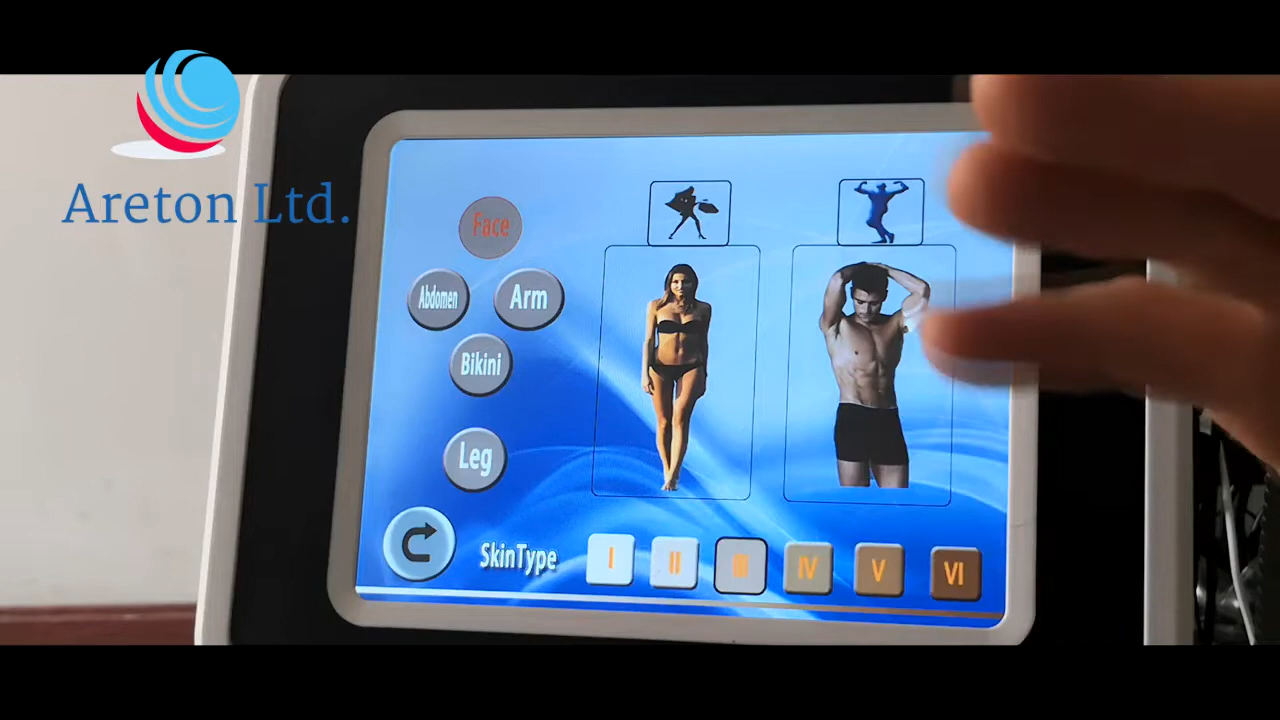 Areton Ltd.
Face
Abdomen
Arm
Bikini
Leg
SkinType
I
II
III
IV
V
VI